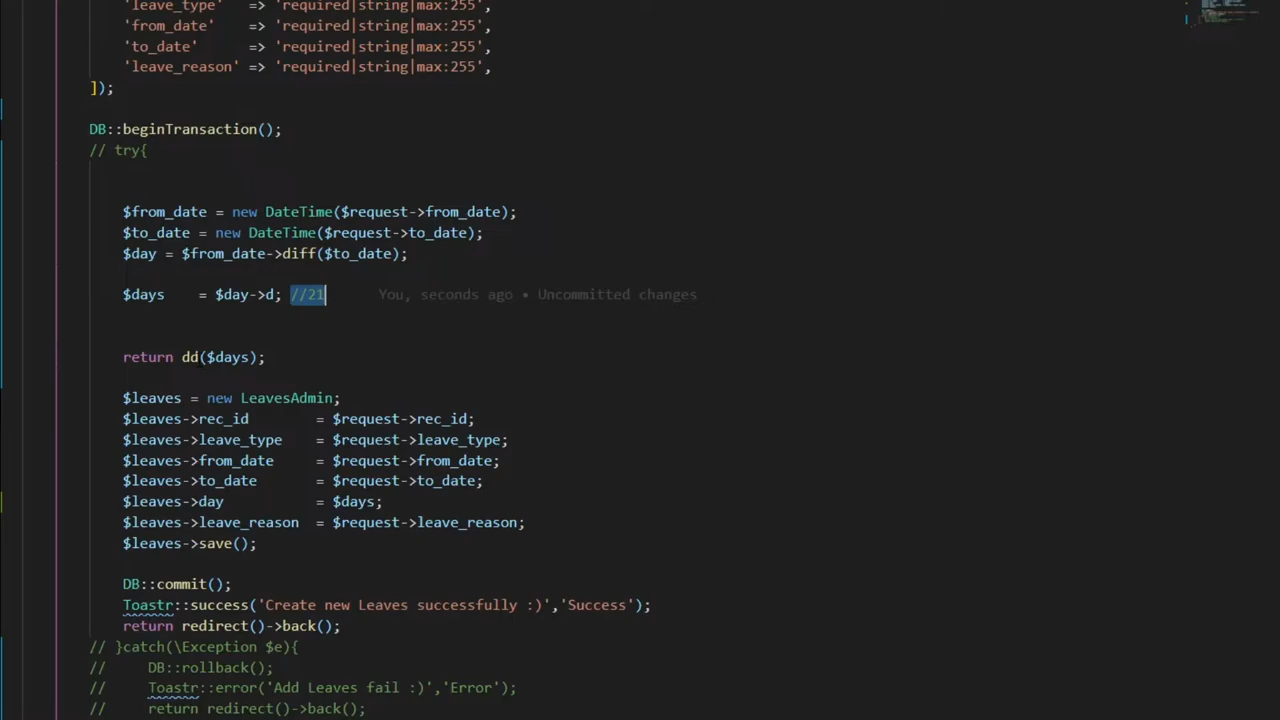 'leave_type'   => 'required|string|max:255',
'from_date'    => 'required|string|max:255',
'to_date'      => 'required|string|max:255',
'leave_reason' => 'required|string|max:255',
]);
DB::beginTransaction();
// try{
$from_date = new DateTime($request->from_date);
$to_date = new DateTime($request->to_date);
$day = $from_date->diff($to_date);
$days    = $day->d; //21 You, seconds ago • Uncommitted changes
return dd($days);
$leaves = new LeavesAdmin;
$leaves->rec_id        = $request->rec_id;
$leaves->leave_type    = $request->leave_type;
$leaves->from_date     = $request->from_date;
$leaves->to_date       = $request->to_date;
$leaves->day           = $days;
$leaves->leave_reason  = $request->leave_reason;
$leaves->save();
DB::commit();
Toastr::success('Create new Leaves successfully :)','Success');
return redirect()->back();
// }catch(\Exception $e){
//     DB::rollback();
//     Toastr::error('Add Leaves fail :)','Error');
//     return redirect()->back();